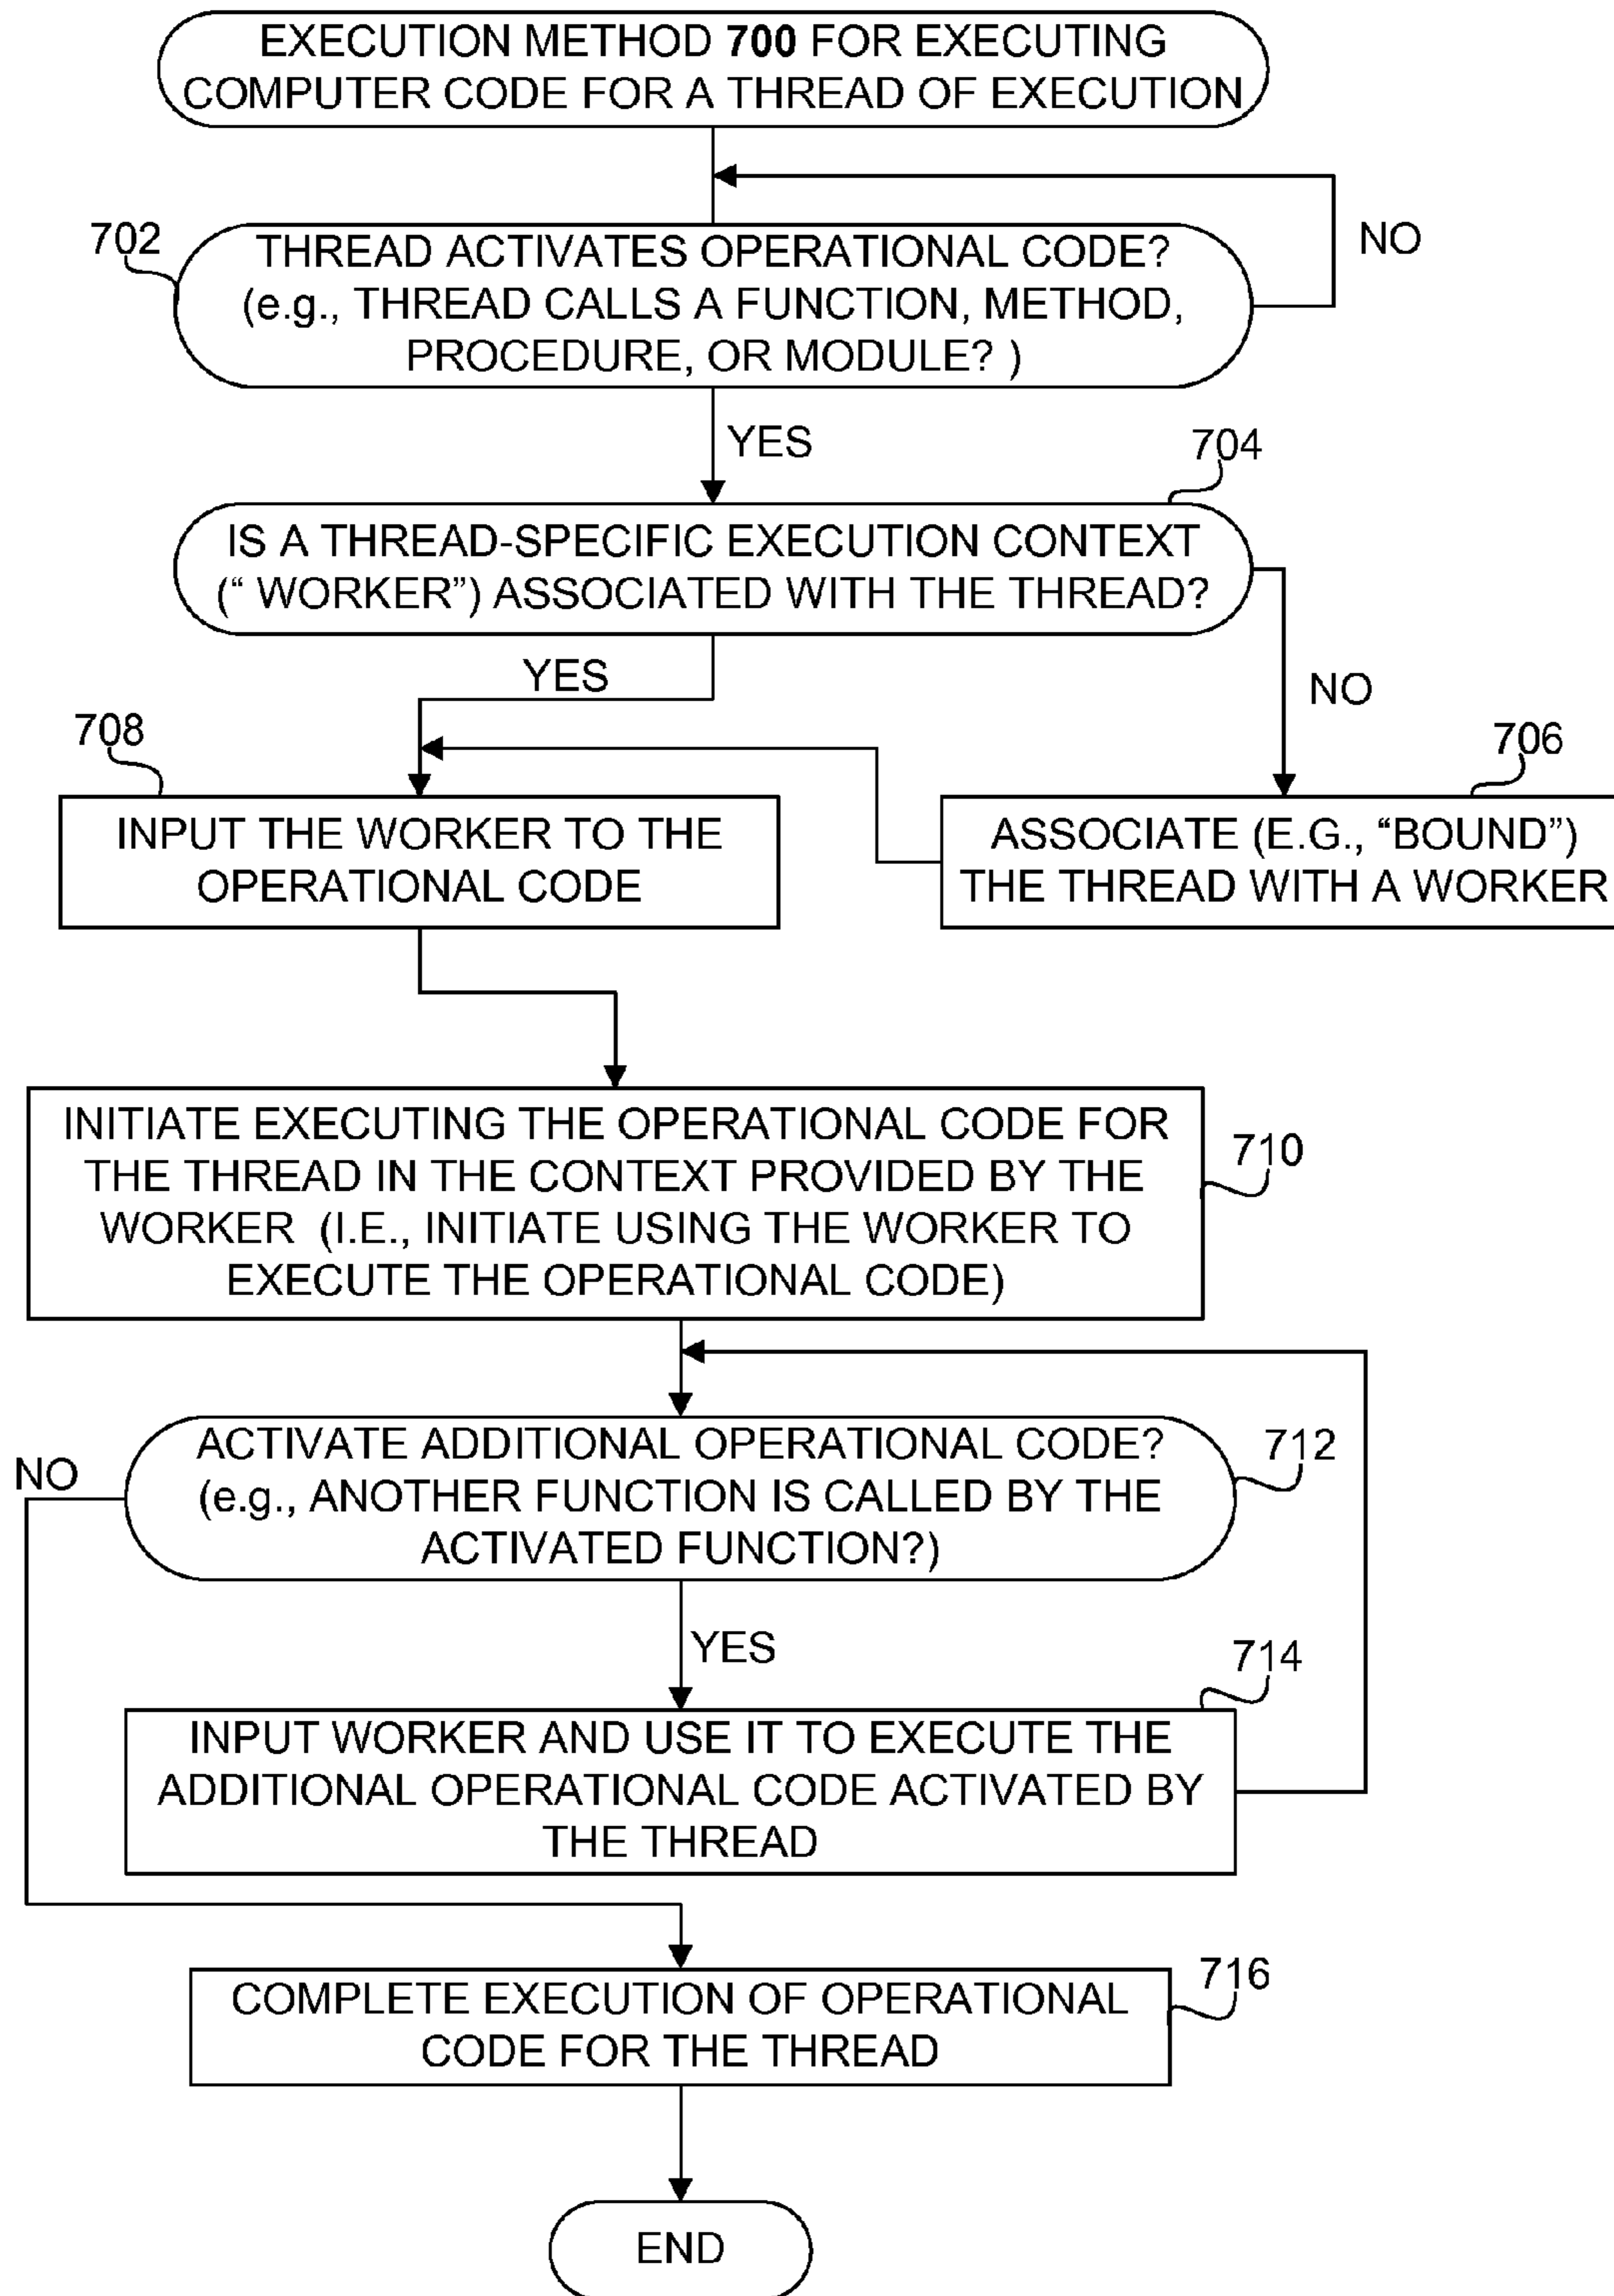 EXECUTION METHOD 700 FOR EXECUTING
COMPUTER CODE FOR A THREAD OF EXECUTION
702
THREAD ACTIVATES OPERATIONAL CODE?
(e.g., THREAD CALLS A FUNCTION, METHOD,
PROCEDURE, OR MODULE? )
NO
YES
704
IS A THREAD-SPECIFIC EXECUTION CONTEXT
(“ WORKER”) ASSOCIATED WITH THE THREAD?
YES
NO
708
706
INPUT THE WORKER TO THE
OPERATIONAL CODE
ASSOCIATE (E.G., “BOUND”)
THE THREAD WITH A WORKER
INITIATE EXECUTING THE OPERATIONAL CODE FOR
THE THREAD IN THE CONTEXT PROVIDED BY THE
WORKER (I.E., INITIATE USING THE WORKER TO
EXECUTE THE OPERATIONAL CODE)
710
NO
ACTIVATE ADDITIONAL OPERATIONAL CODE?
(e.g., ANOTHER FUNCTION IS CALLED BY THE
ACTIVATED FUNCTION?)
712
YES
714
INPUT WORKER AND USE IT TO EXECUTE THE
ADDITIONAL OPERATIONAL CODE ACTIVATED BY
THE THREAD
716
COMPLETE EXECUTION OF OPERATIONAL
CODE FOR THE THREAD
END